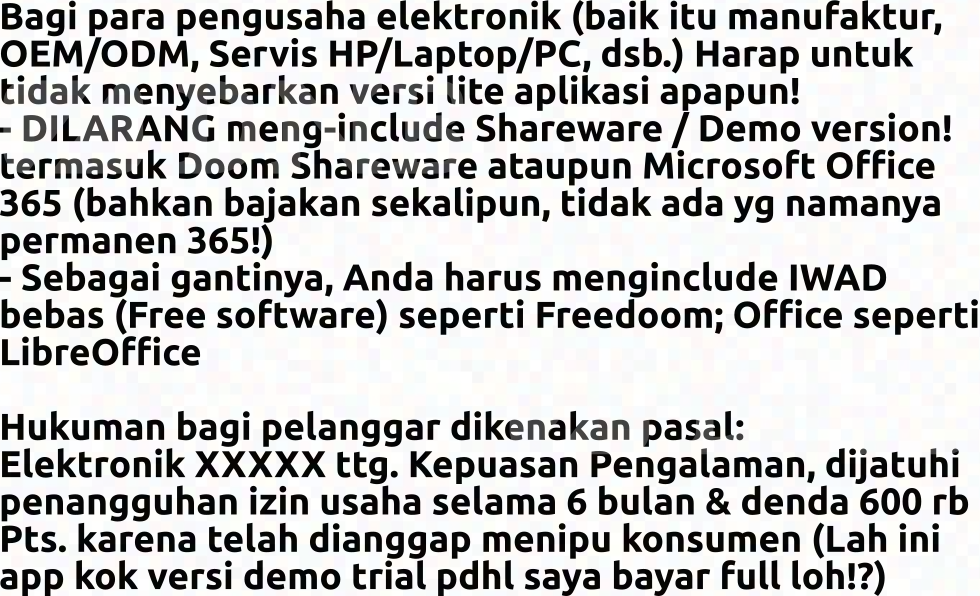 Bagi para pengusaha elektronik (baik itu manufaktur,
OEM/ODM, Servis HP/Laptop/PC, dsb.) Harap untuk
tidak menyebarkan versi lite aplikasi apapun!
- DILARANG meng-include Shareware / Demo version!
termasuk Doom Shareware ataupun Microsoft Office
365 (bahkan bajakan sekalipun, tidak ada yg namanya
permanen 365!)
- Sebagai gantinya, Anda harus menginclude IWAD
bebas (Free software) seperti Freedoom; Office seperti
LibreOffice
Hukuman bagi pelanggar dikenakan pasal:
Elektronik XXXXX ttg. Kepuasan Pengalaman, dijatuhi
penangguhan izin usaha selama 6 bulan & denda 600 rb
Pts. karena telah dianggap menipu konsumen (Lah ini
app kok versi demo trial pdhl saya bayar full loh!?)